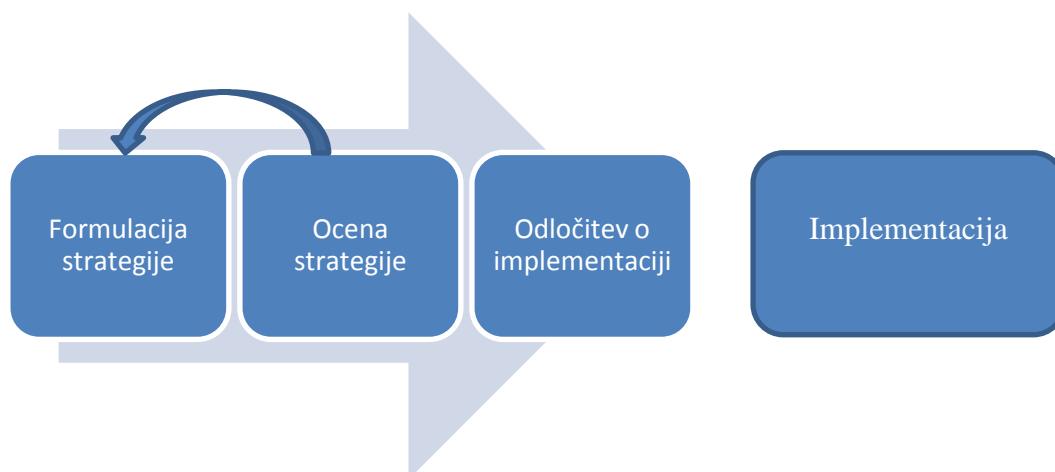 Formulacija
strategije
Ocena
strategije
Odločitev o
implementaciji
Implementacija